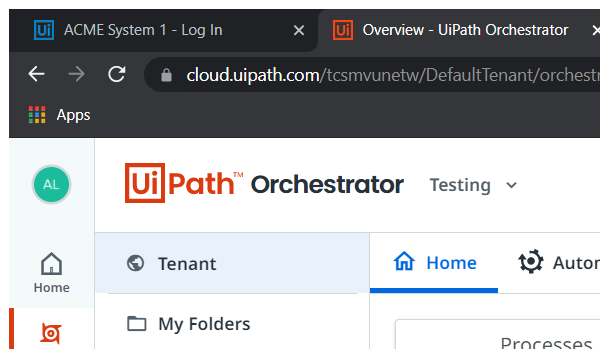 Ui ACME System 1 - Log In
Ui Overview - UiPath Orchestrator
cloud.uipath.com/tcsmvunetw/DefaultTenant/orchestr
Apps
AL
UiPath™ Orchestrator Testing
Home
Tenant
My Folders
Home
Autor
Processes